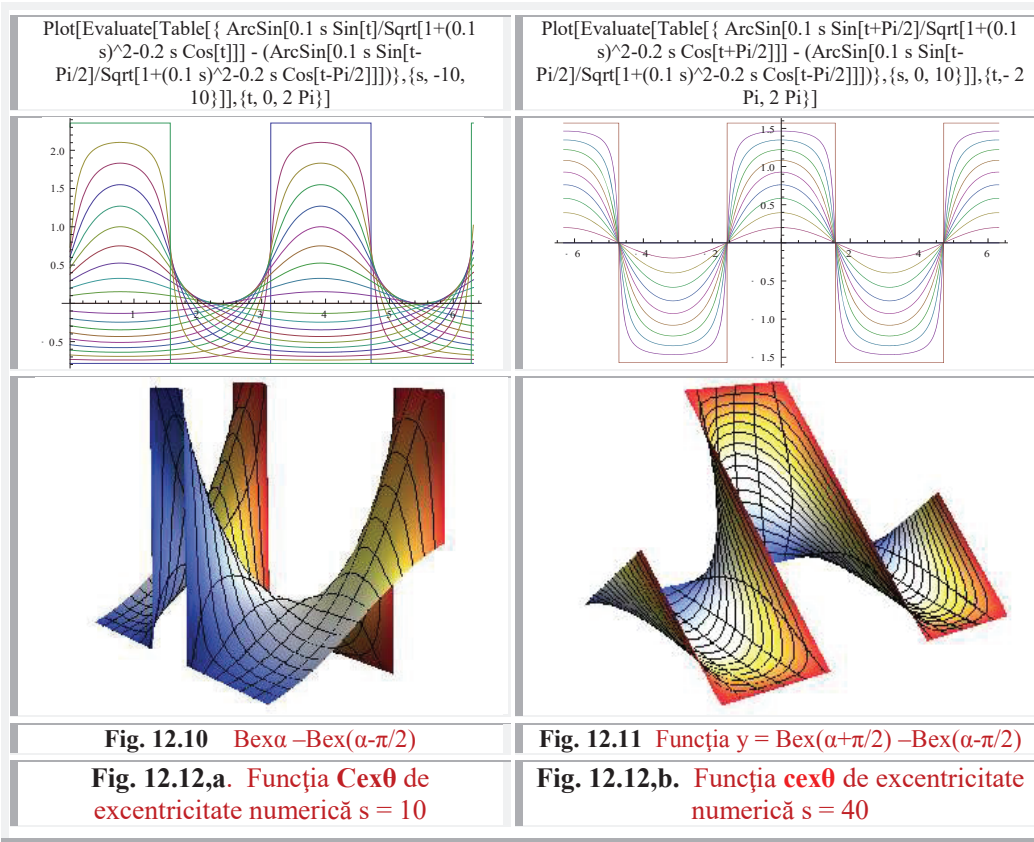 Plot[Evaluate[Table[{ ArcSin[0.1 s Sin[t]/Sqrt[1+(0.1
s)^2-0.2 s Cos[t]]] - (ArcSin[0.1 s Sin[t-
Pi/2]/Sqrt[1+(0.1 s)^2-0.2 s Cos[t-Pi/2]]])},{s, -10,
10}]],{t, 0, 2 Pi}]
Plot[Evaluate[Table[{ ArcSin[0.1 s Sin[t+Pi/2]/Sqrt[1+(0.1
s)^2-0.2 s Cos[t+Pi/2]]] - (ArcSin[0.1 s Sin[t-
Pi/2]/Sqrt[1+(0.1 s)^2-0.2 s Cos[t-Pi/2]]])},{s, 0, 10}]],{t,- 2
Pi, 2 Pi}]
2.0
1.5
1.0
0.5
1 2 3 4 5 6
0.5
1.5
1.0
0.5
6 4 2 2 4 6
0.5
1.0
1.5
Fig. 12.10 Bexα –Bex(α-π/2)
Fig. 12.11 Funcţia y = Bex(α+π/2) –Bex(α-π/2)
Fig. 12.12,a. Funcţia Cexθ de
excentricitate numerică s = 10
Fig. 12.12,b. Funcţia cexθ de excentricitate
numerică s = 40